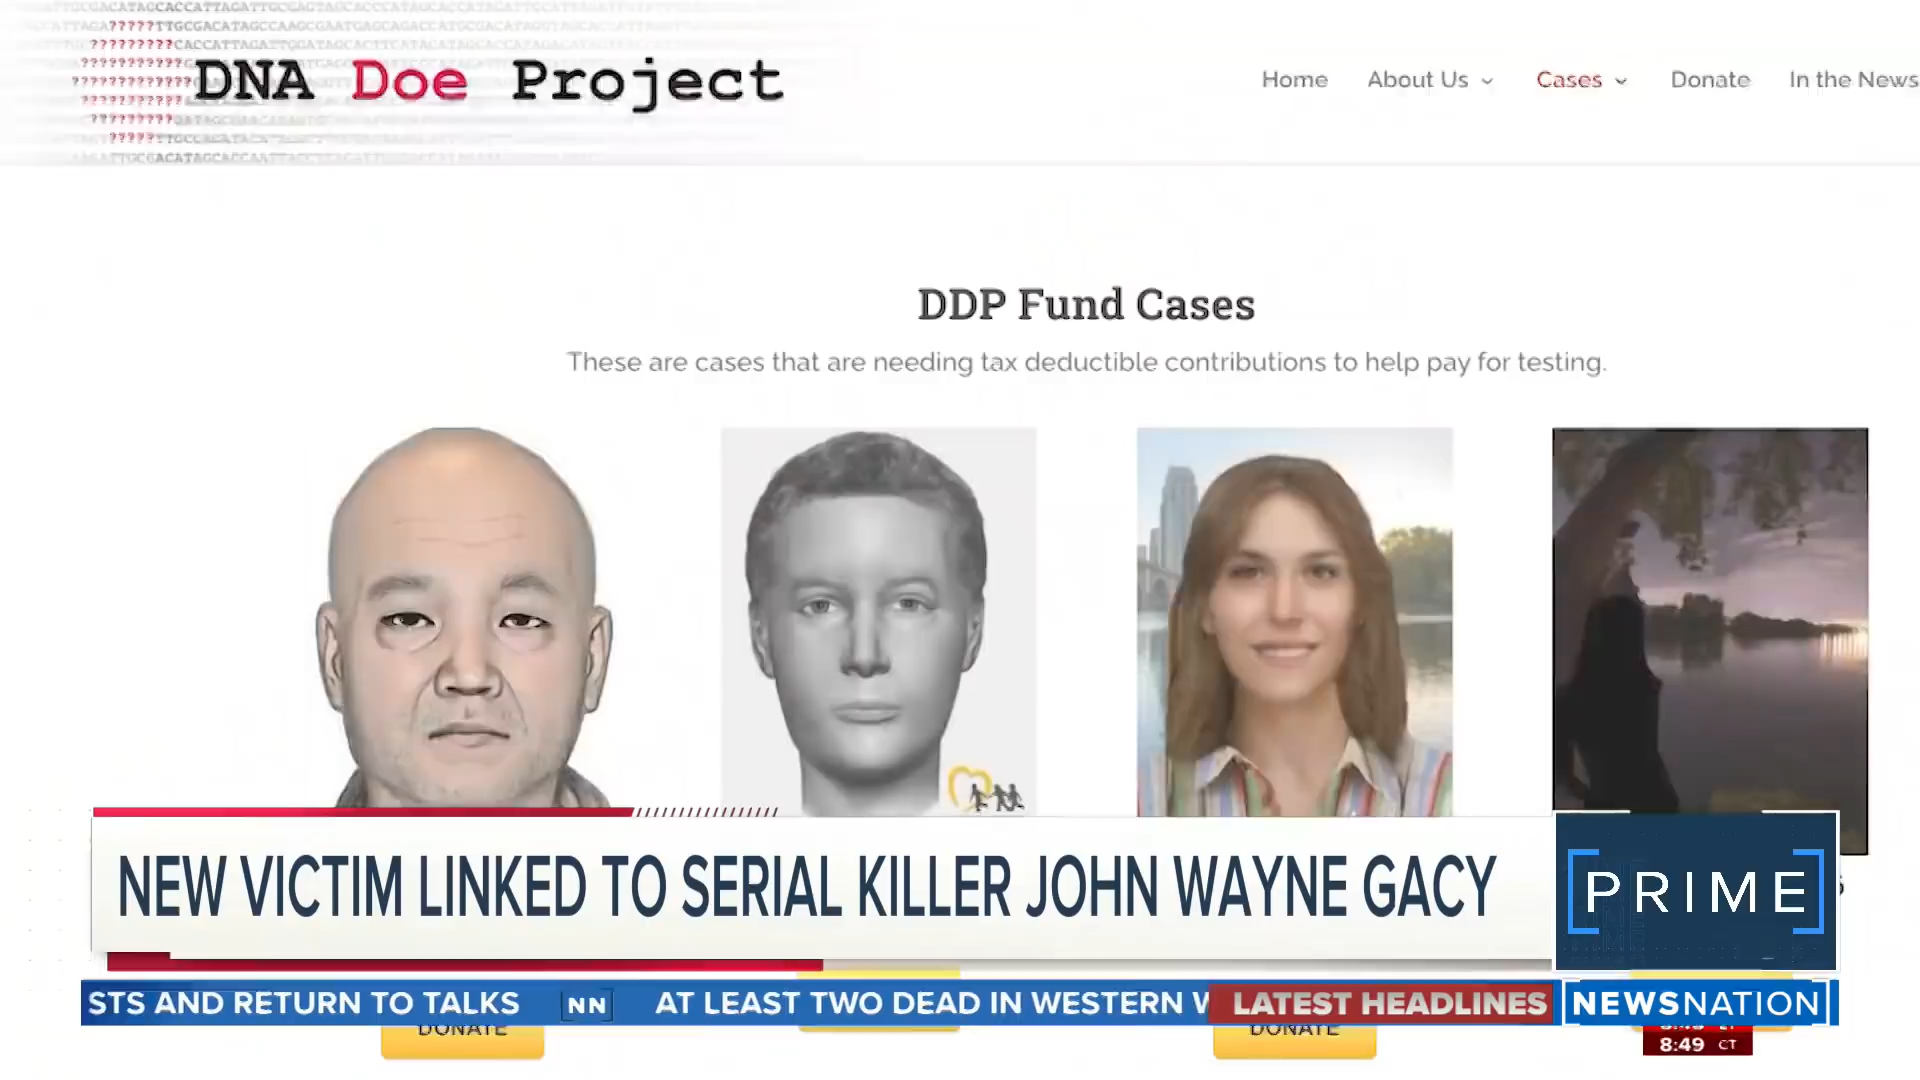 DNA Doe Project
Home About Us Cases Donate In the News
DDP Fund Cases
These are cases that are needing tax deductible contributions to help pay for testing.
NEW VICTIM LINKED TO SERIAL KILLER JOHN WAYNE GACY
PRIME
STS AND RETURN TO TALKS NN AT LEAST TWO DEAD IN WESTERN W
LATEST HEADLINES
NEWSNATION
DONATE
DONATE
8:49 CT